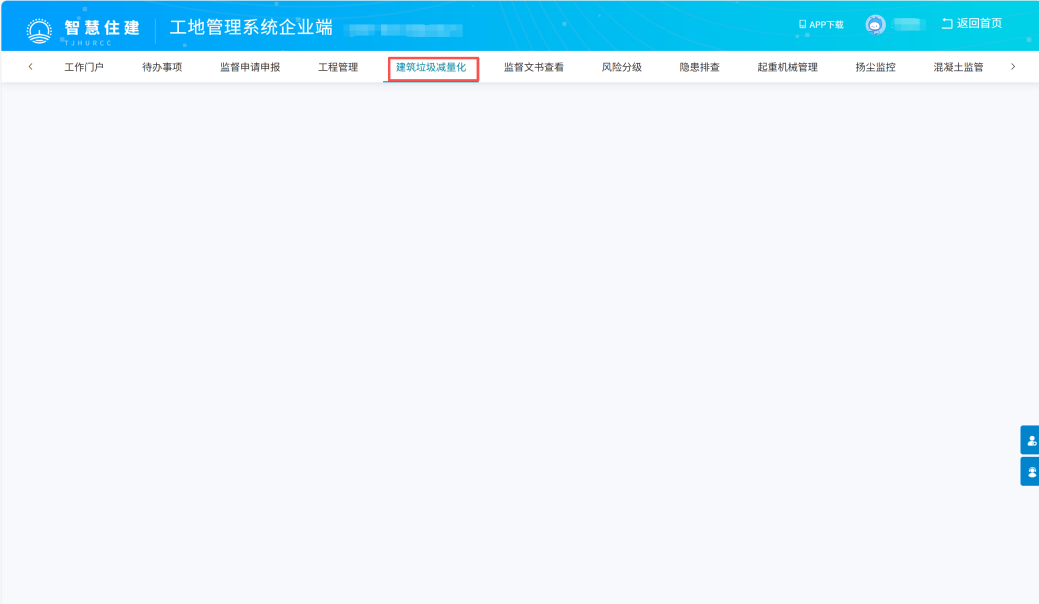 智慧住建
TJHURCC
工地管理系统企业端
APP下载
返回首页
工作门户 待办事项 监督申请申报 工程管理 建筑垃圾减量化 监督文书查看 风险分级 隐患排查 起重机械管理 扬尘监控 混凝土监管